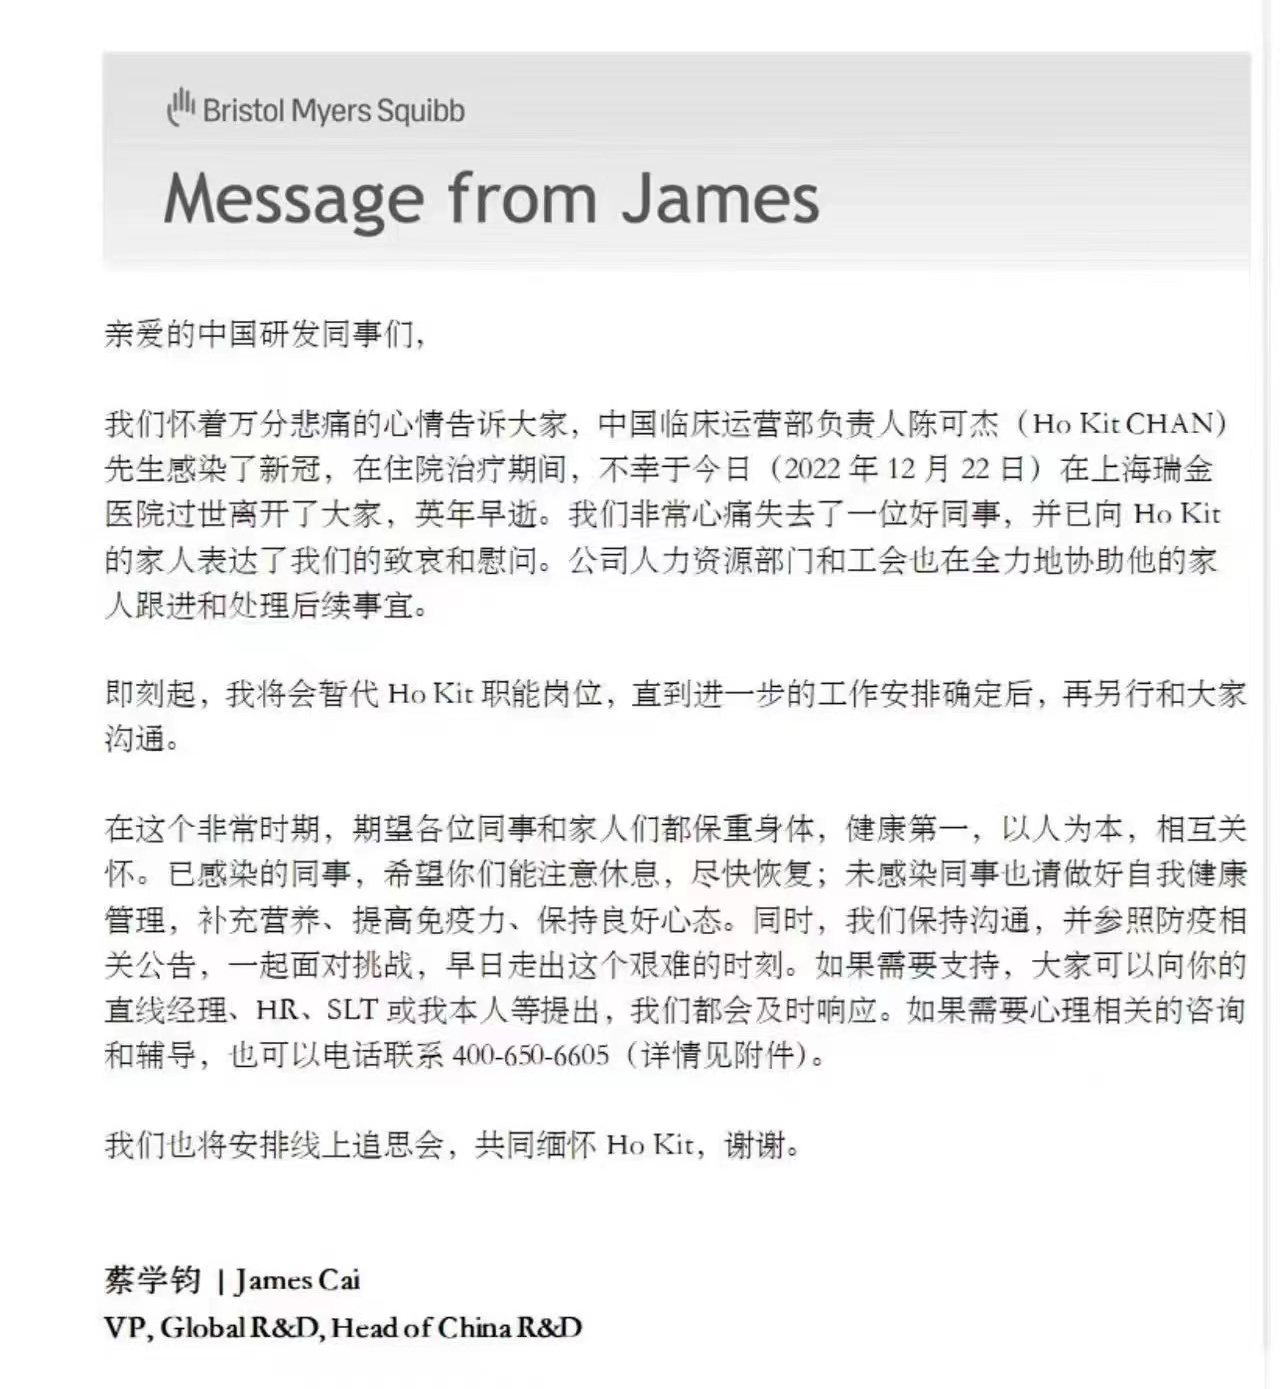 Bristol Myers Squibb
Message from James
亲爱的中国研发同事们，
我们怀着万分悲痛的心情告诉大家，中国临床运营部负责人陈可杰（Ho Kit CHAN）
先生感染了新冠，在住院治疗期间，不幸于今日（2022 年 12 月 22 日）在上海瑞金
医院过世离开了大家，英年早逝。我们非常心痛失去了一位好同事，并已向 Ho Kit
的家人表达了我们的致哀和慰问。公司人力资源部门和工会也在全力地协助他的家
人跟进和处理后续事宜。
即刻起，我将会暂代 Ho Kit 职能岗位，直到进一步的工作安排确定后，再另行和大家
沟通。
在这个非常时期，期望各位同事和家人们都保重身体，健康第一，以人为本，相互关
怀。已感染的同事，希望你们能注意休息，尽快恢复；未感染同事也请做好自我健康
管理，补充营养、提高免疫力、保持良好心态。同时，我们保持沟通，并参照防疫相
关公告，一起面对挑战，早日走出这个艰难的时刻。如果需要支持，大家可以向你的
直线经理、HR、SLT 或我本人等提出，我们都会及时响应。如果需要心理相关的咨询
和辅导，也可以电话联系 400-650-6605（详情见附件）。
我们也将安排线上追思会，共同缅怀 Ho Kit，谢谢。
蔡学钧 | James Cai
VP, Global R&D, Head of China R&D